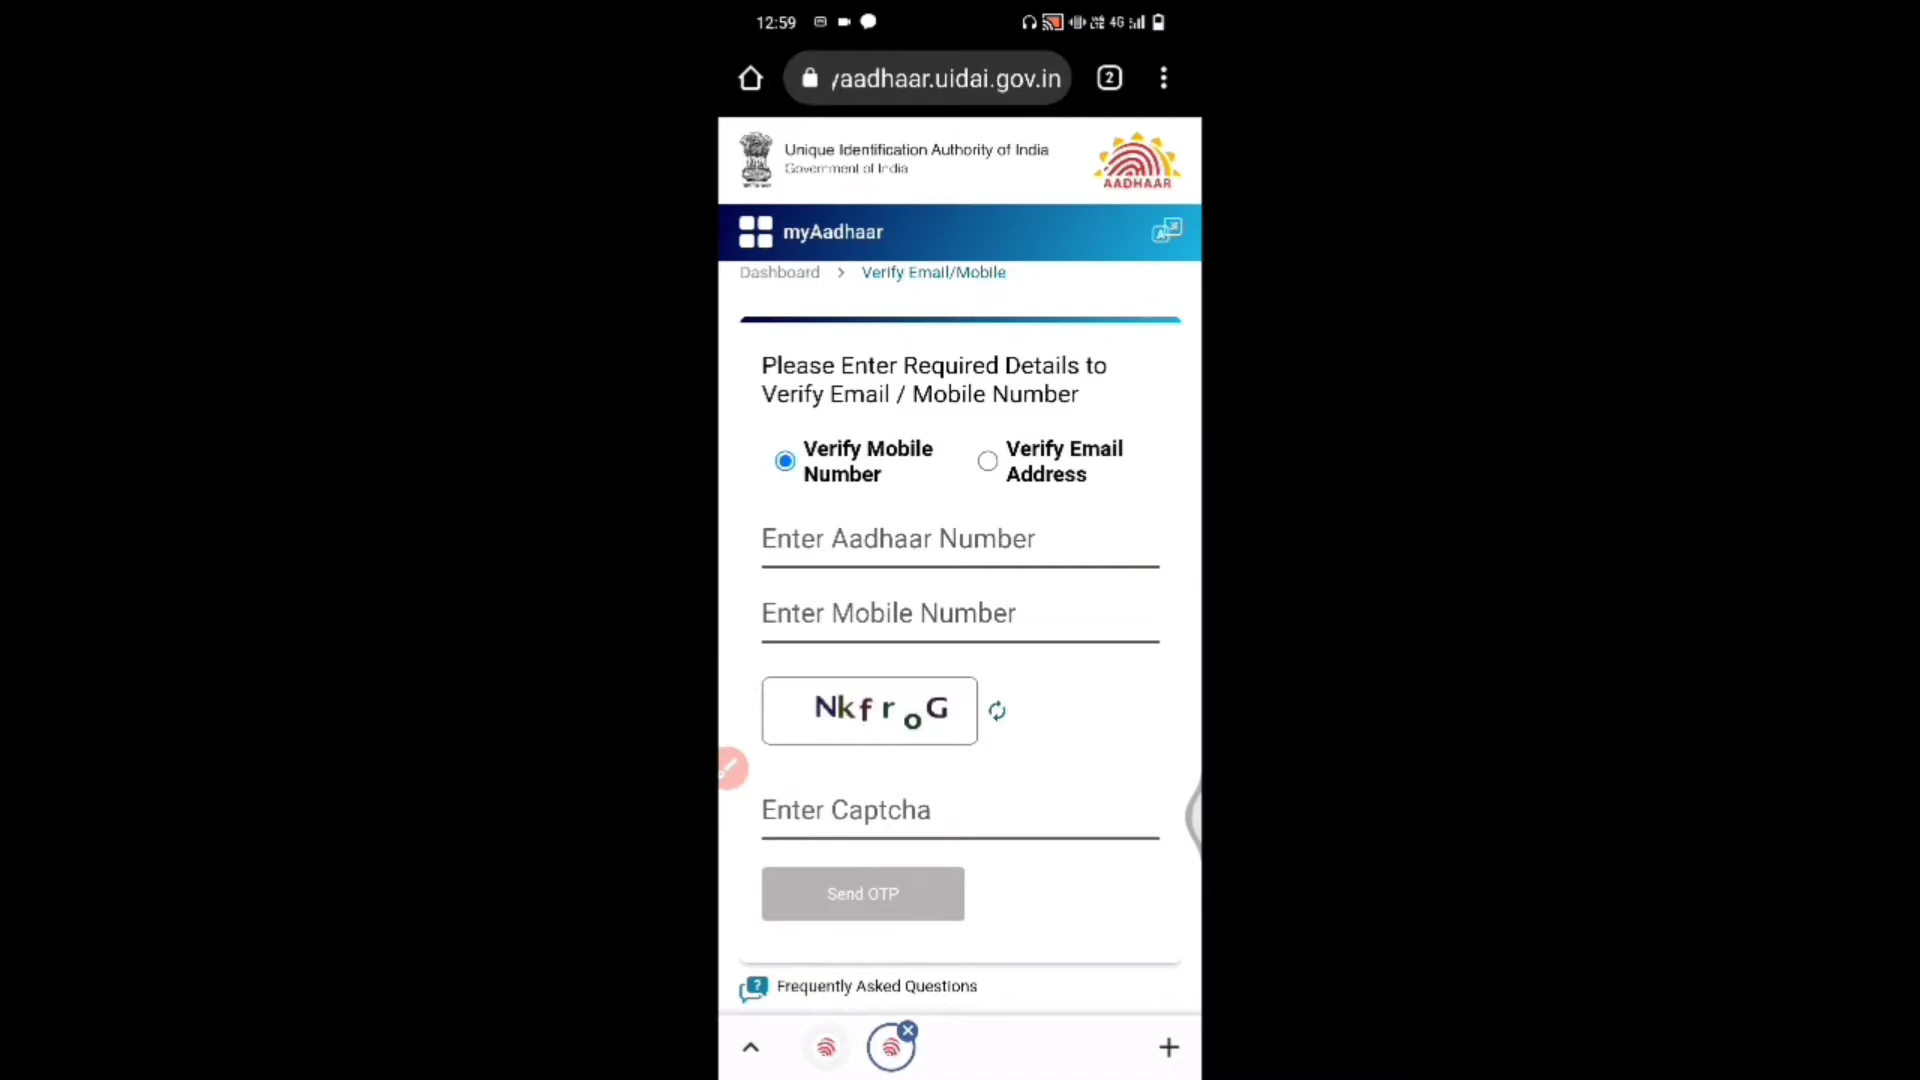 12:59 4G
/aadhaar.uidai.gov.in 2
Unique Identification Authority of India
Government of India
AADHAAR
myAadhaar
Dashboard > Verify Email/Mobile
Please Enter Required Details to
Verify Email / Mobile Number
Verify Mobile
Number
Verify Email
Address
Enter Aadhaar Number
Enter Mobile Number
NkfroG
Enter Captcha
Send OTP
Frequently Asked Questions